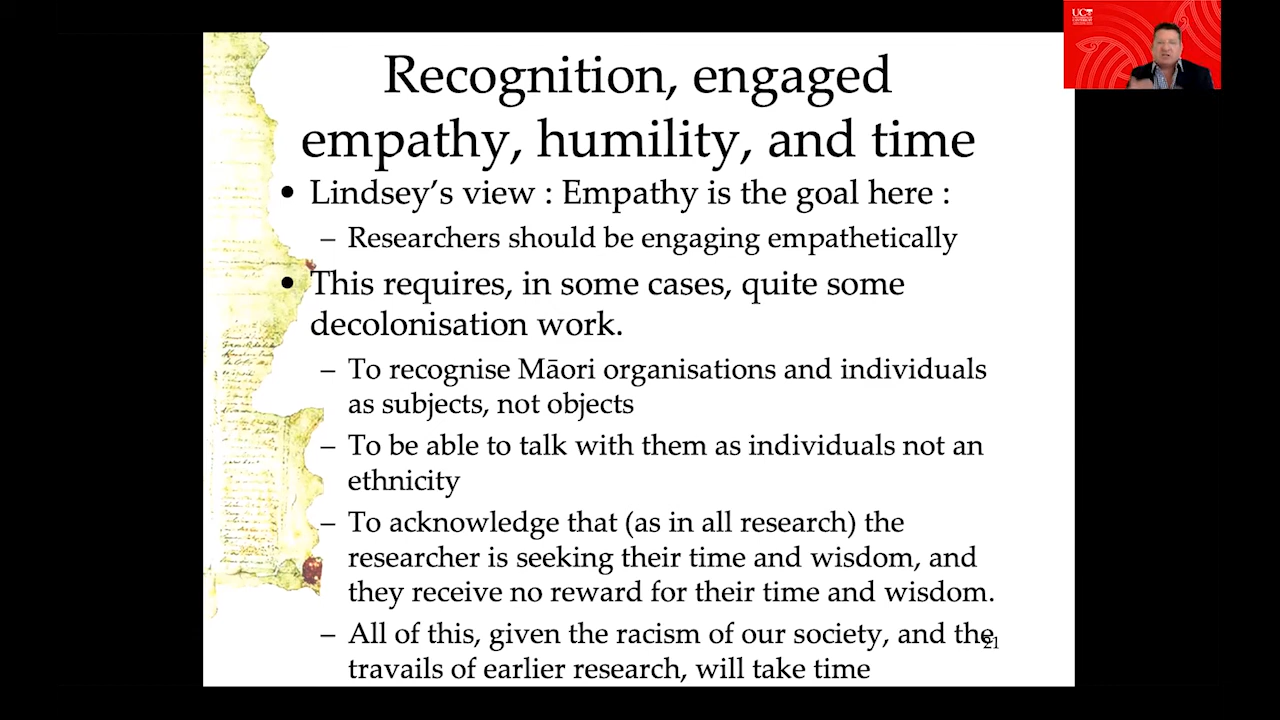 Recognition, engaged
empathy, humility, and time
• Lindsey's view : Empathy is the goal here :
– Researchers should be engaging empathetically
• This requires, in some cases, quite some
decolonisation work.
– To recognise Māori organisations and individuals
as subjects, not objects
– To be able to talk with them as individuals not an
ethnicity
– To acknowledge that (as in all research) the
researcher is seeking their time and wisdom, and
they receive no reward for their time and wisdom.
– All of this, given the racism of our society, and the
travails of earlier research, will take time
21
UC